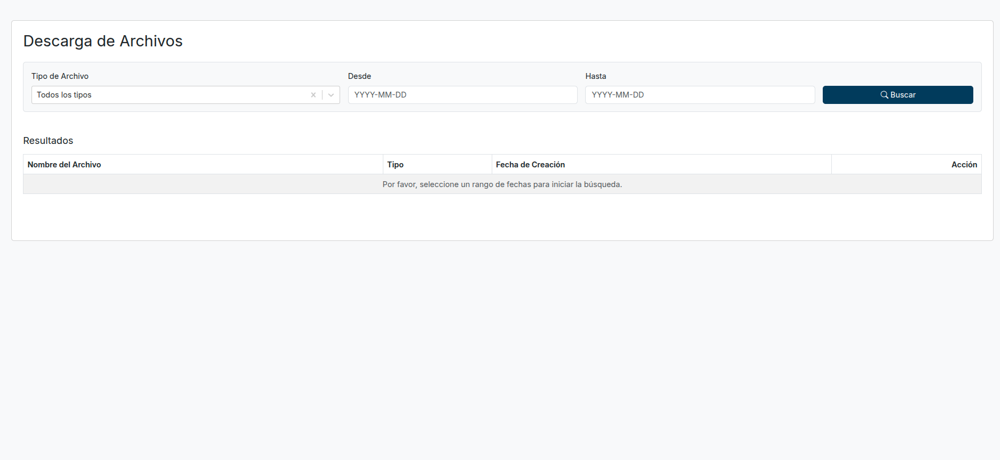 Descarga de Archivos
Tipo de Archivo
Desde
Hasta
Todos los tipos
YYYY-MM-DD
YYYY-MM-DD
Buscar
Resultados
Nombre del Archivo
Tipo
Fecha de Creación
Acción
Por favor, seleccione un rango de fechas para iniciar la búsqueda.